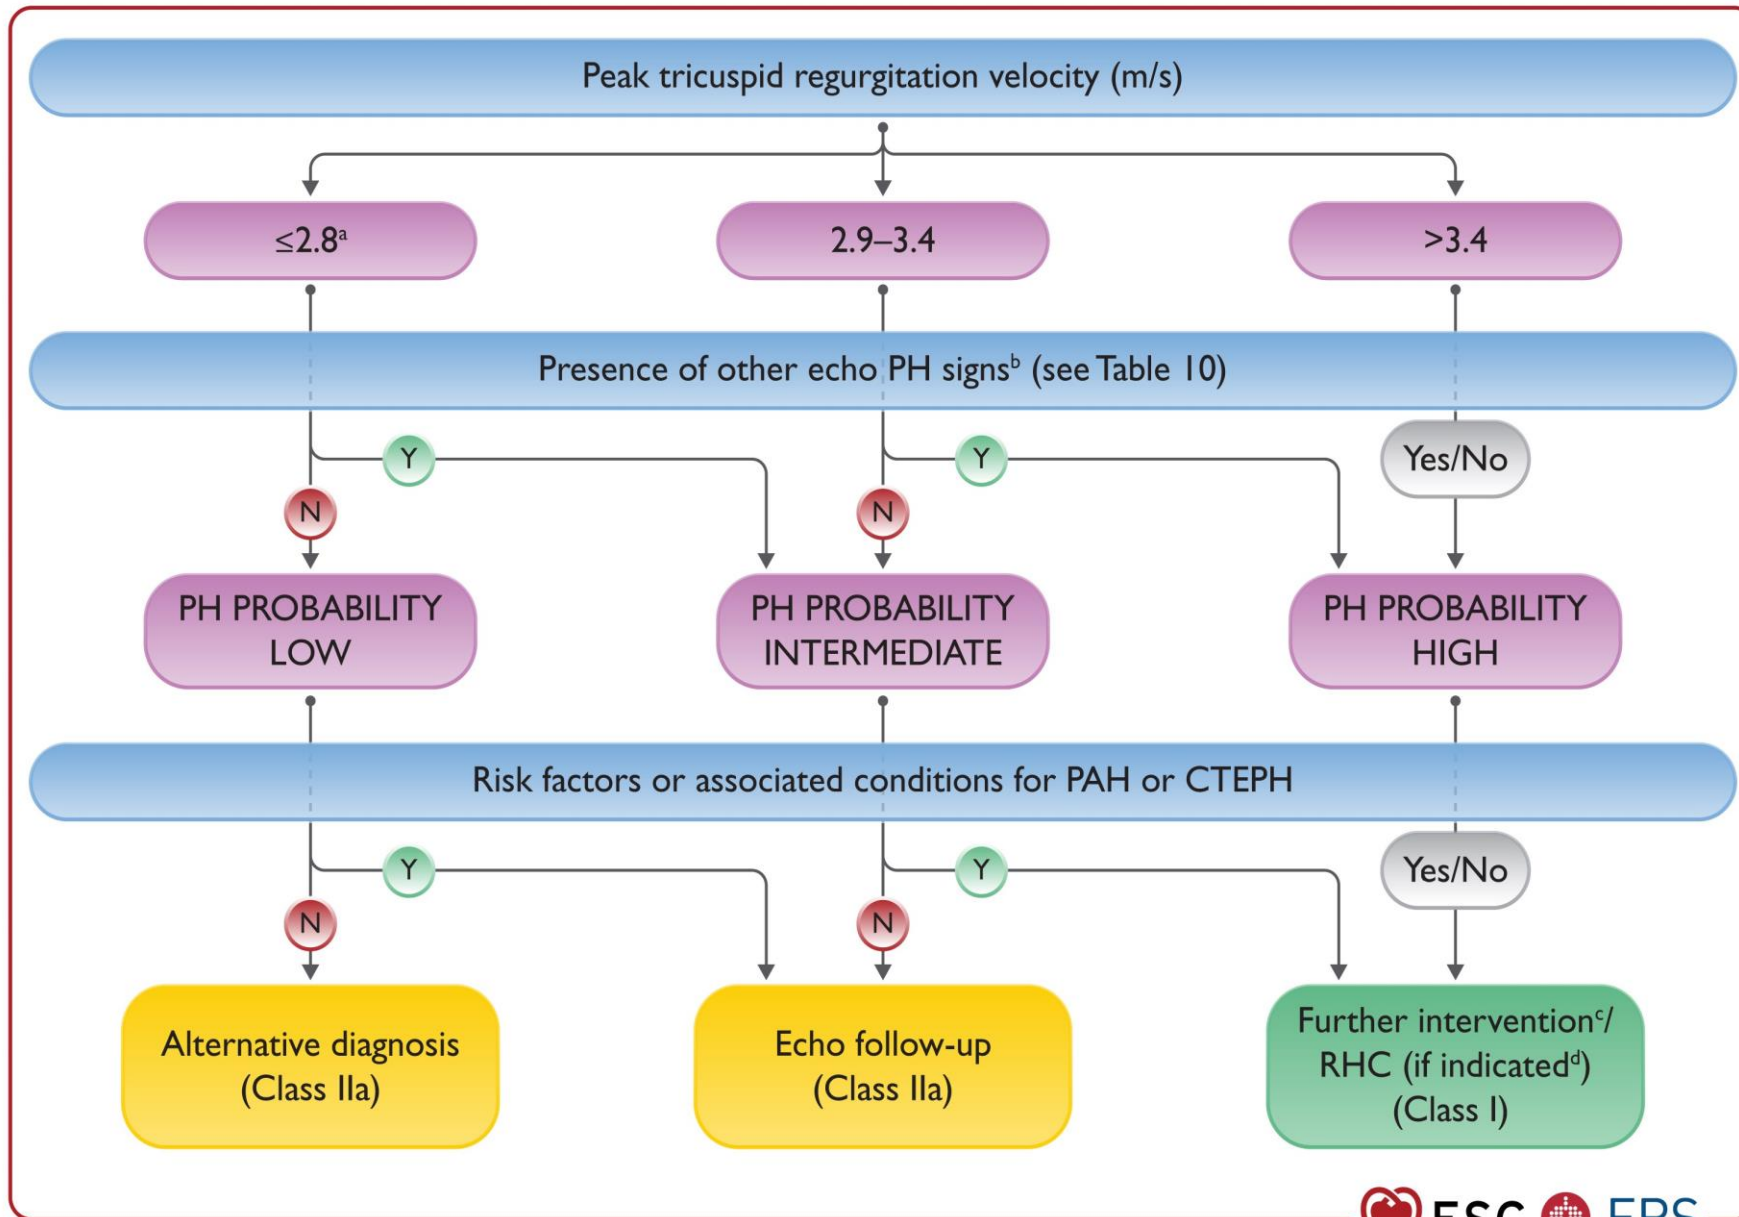 Peak tricuspid regurgitation velocity (m/s)
≤2.8ᵃ
2.9–3.4
>3.4
Presence of other echo PH signsᵇ (see Table 10)
Y
Y
Yes/No
N
N
PH PROBABILITY
LOW
PH PROBABILITY
INTERMEDIATE
PH PROBABILITY
HIGH
Risk factors or associated conditions for PAH or CTEPH
Y
Y
Yes/No
N
N
Alternative diagnosis
(Class IIa)
Echo follow-up
(Class IIa)
Further interventionᶜ/
RHC (if indicatedᵈ)
(Class I)
ESC ERS